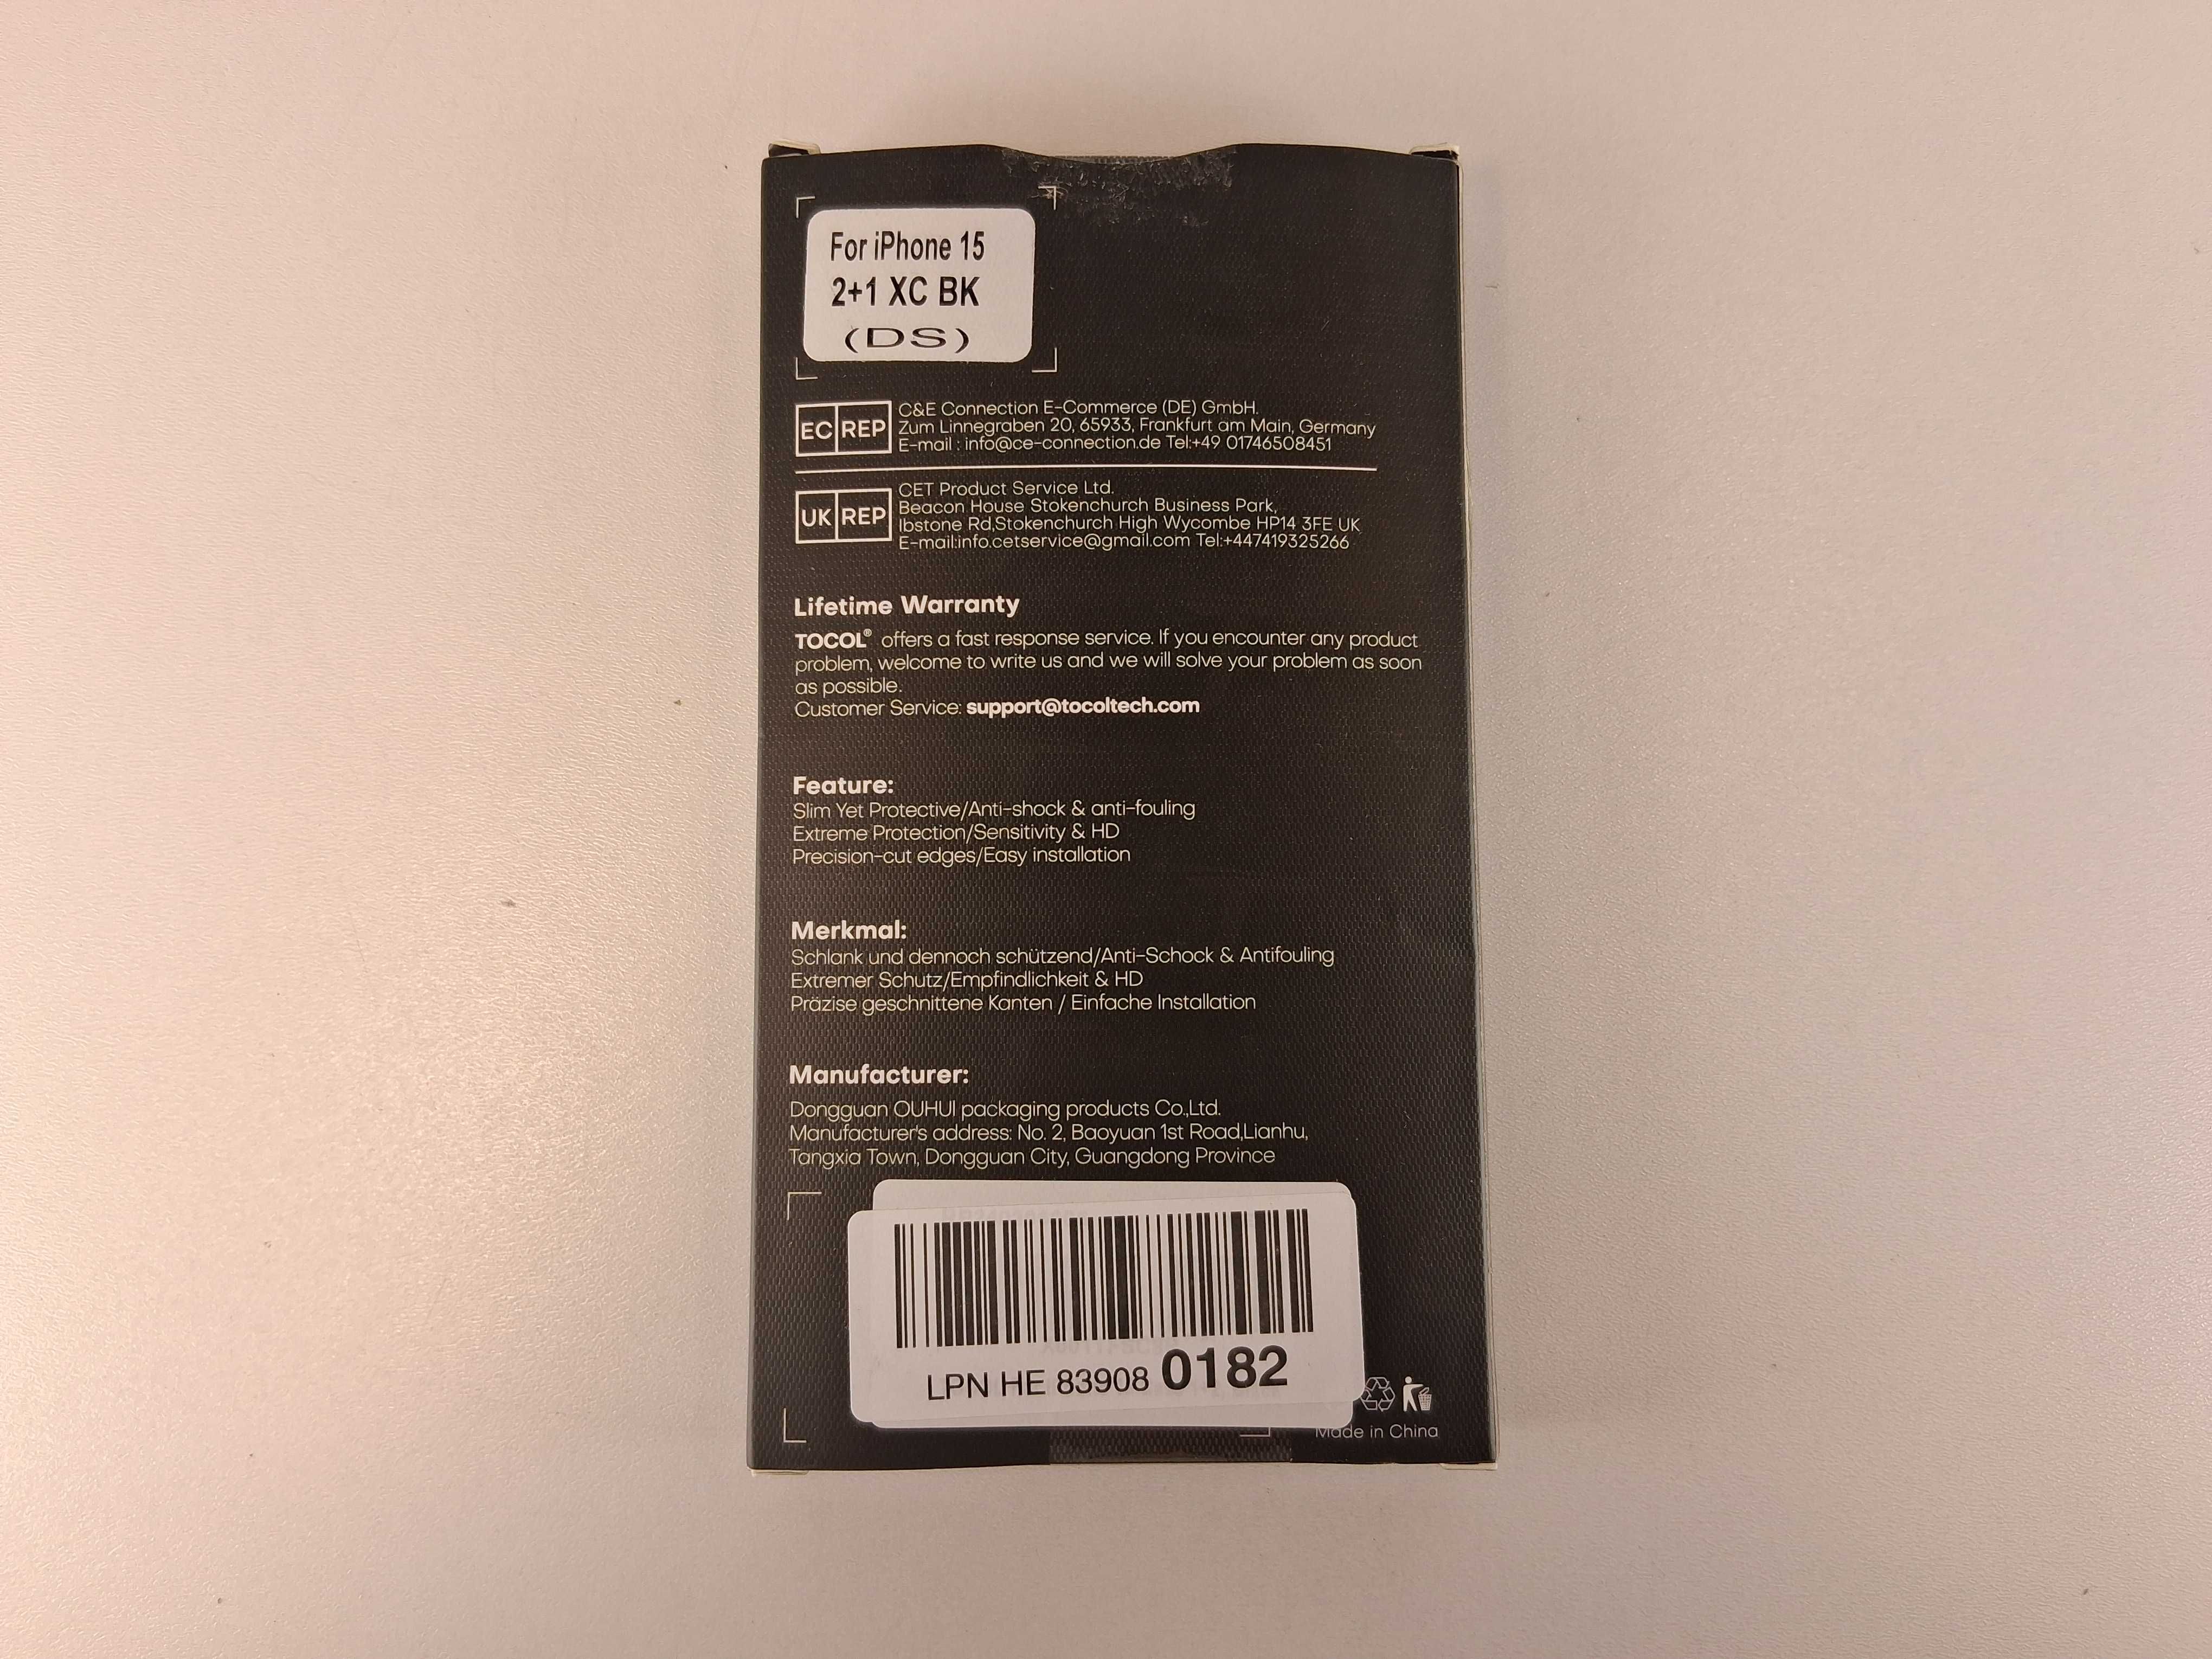 For iPhone 15
2+1 XC BK
(DS)
EC REP
C&E Connection E-Commerce (DE) GmbH.
Zum Linnegraben 20, 65933, Frankfurt am Main, Germany
E-mail : info@ce-connection.de Tel:+49 01746508451
UK REP
CET Product Service Ltd.
Beacon House Stokenchurch Business Park,
Ibstone Rd,Stokenchurch High Wycombe HP14 3FE UK
E-mail:info.cetservice@gmail.com Tel:+447419325266
Lifetime Warranty
TOCOL® offers a fast response service. If you encounter any product
problem, welcome to write us and we will solve your problem as soon
as possible.
Customer Service: support@tocoltech.com
Feature:
Slim Yet Protective/Anti-shock & anti-fouling
Extreme Protection/Sensitivity & HD
Precision-cut edges/Easy installation
Merkmal:
Schlank und dennoch schützend/Anti-Schock & Antifouling
Extremer Schutz/Empfindlichkeit & HD
Präzise geschnittene Kanten / Einfache Installation
Manufacturer:
Dongguan OUHUI packaging products Co.,Ltd.
Manufacturer's address: No. 2, Baoyuan 1st Road,Lianhu,
Tangxia Town, Dongguan City, Guangdong Province
LPN HE 83908 0182
Made in China